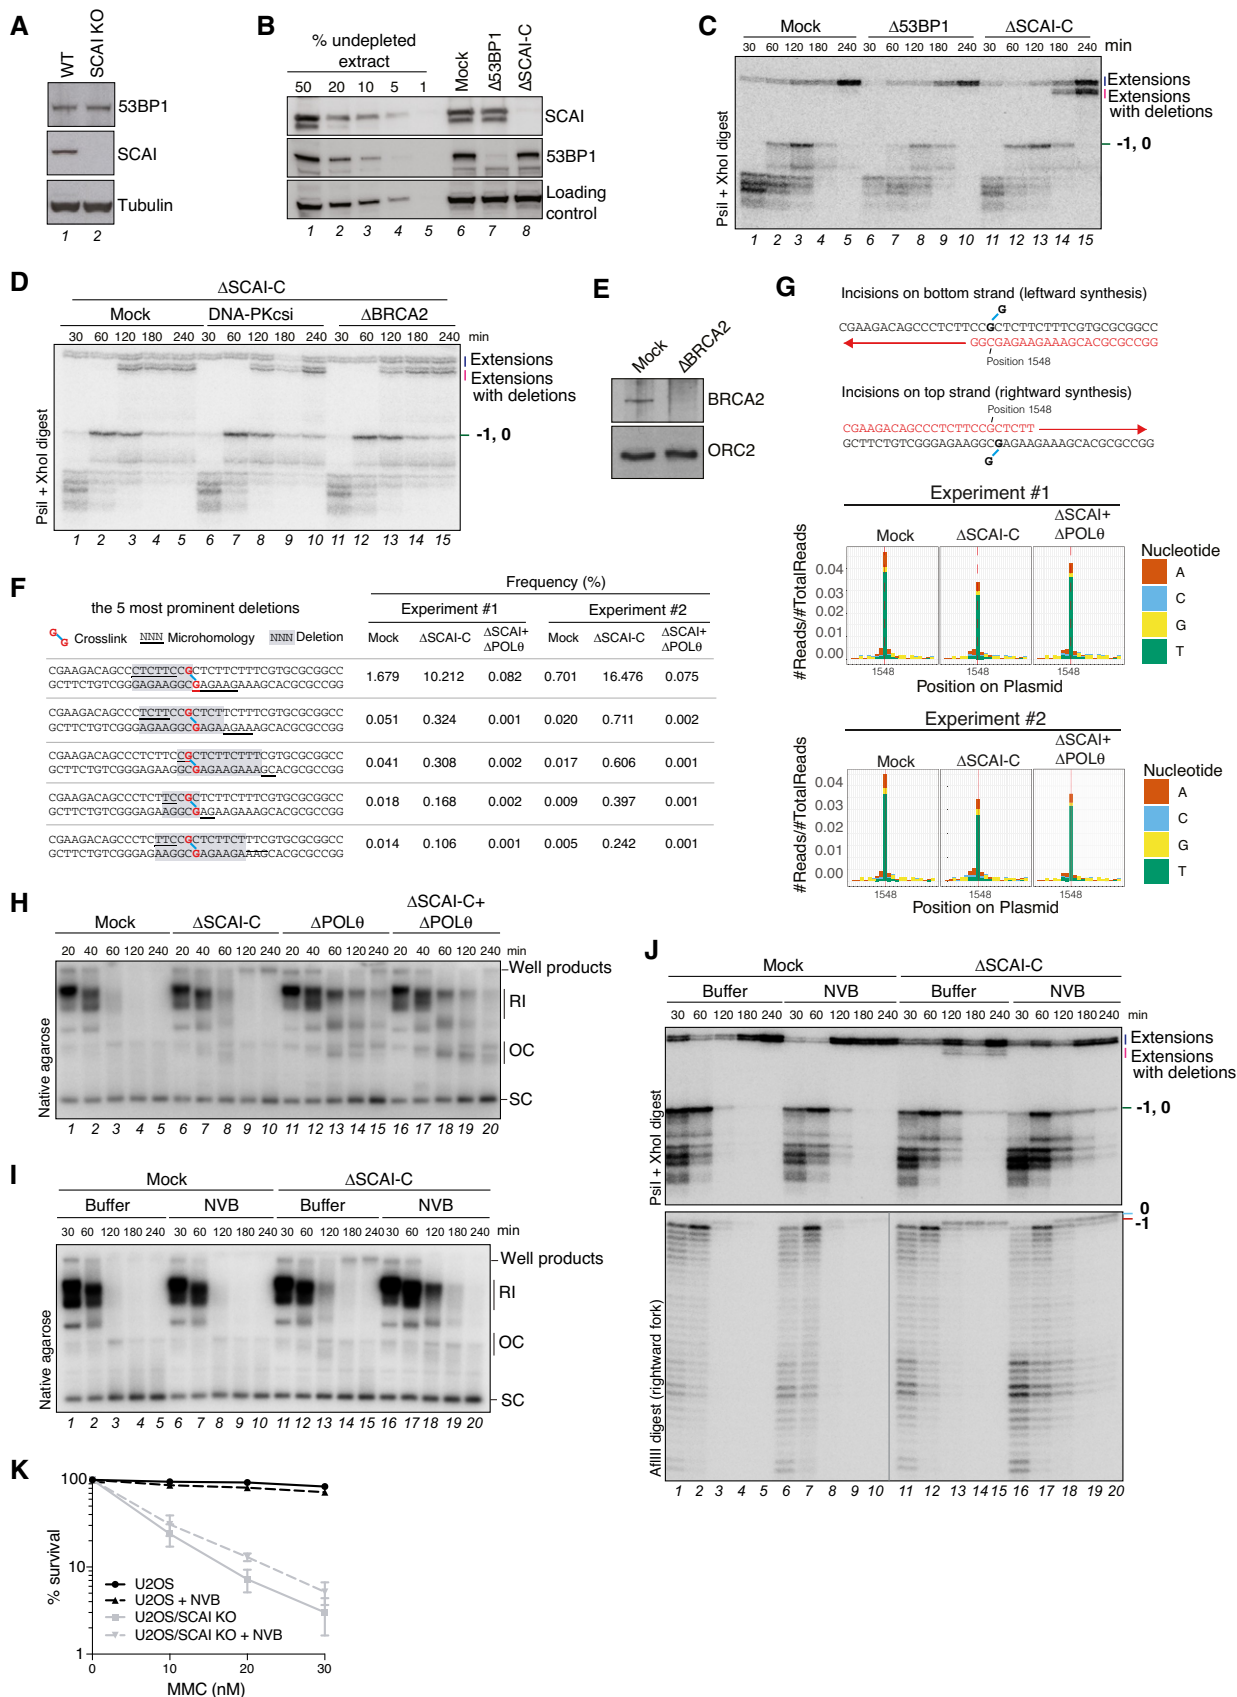 A
WT
SCAI KO
53BP1
SCAI
Tubulin
1 2
B
% undepleted
extract
50 20 10 5 1
Mock
Δ53BP1
ΔSCAI-C
SCAI
53BP1
Loading
control
1 2 3 4 5 6 7 8
C
Mock Δ53BP1 ΔSCAI-C
30 60 120 180 240 30 60 120 180 240 30 60 120 180 240 min
Extensions
Extensions
with deletions
-1, 0
PsiI + XhoI digest
1 2 3 4 5 6 7 8 9 10 11 12 13 14 15
D
ΔSCAI-C
Mock DNA-PKcsi ΔBRCA2
30 60 120 180 240 30 60 120 180 240 30 60 120 180 240 min
Extensions
Extensions
with deletions
-1, 0
PsiI + XhoI digest
1 2 3 4 5 6 7 8 9 10 11 12 13 14 15
E
Mock
ΔBRCA2
BRCA2
ORC2
F
the 5 most prominent deletions
G G Crosslink NNN Microhomology NNN Deletion
Frequency (%)
Experiment #1 Experiment #2
Mock ΔSCAI-C ΔSCAI+ ΔPOLθ Mock ΔSCAI-C ΔSCAI+ ΔPOLθ
CGAAGACAGCCCTCTTCCGCTCTTCTTTCGTGCGCGGCC
GCTTCTGTCGGGAGAAGGCGAGAAGAAAGCACGCGCCGG
1.679 10.212 0.082 0.701 16.476 0.075
CGAAGACAGCCCTCTTCCGCTCTTCTTTCGTGCGCGGCC
GCTTCTGTCGGGAGAAGGCGAGAAGAAAGCACGCGCCGG
0.051 0.324 0.001 0.020 0.711 0.002
CGAAGACAGCCCTCTTCCGCTCTTCTTTCGTGCGCGGCC
GCTTCTGTCGGGAGAAGGCGAGAAGAAAGCACGCGCCGG
0.041 0.308 0.002 0.017 0.606 0.001
CGAAGACAGCCCTCTTCCGCTCTTCTTTCGTGCGCGGCC
GCTTCTGTCGGGAGAAGGCGAGAAGAAAGCACGCGCCGG
0.018 0.168 0.002 0.009 0.397 0.001
CGAAGACAGCCCTCTTCCGCTCTTCTTTCGTGCGCGGCC
GCTTCTGTCGGGAGAAGGCGAGAAGAAAGCACGCGCCGG
0.014 0.106 0.001 0.005 0.242 0.001
G
Incisions on bottom strand (leftward synthesis)
G
CGAAGACAGCCCTCTTCCGCTCTTCTTTCGTGCGCGGCC
GGCGAGAAGAAAGCACGCGCCGG
Position 1548
Incisions on top strand (rightward synthesis)
Position 1548
CGAAGACAGCCCTCTTCCGCTCTT
GCTTCTGTCGGGAGAAGGCGAGAAGAAAGCACGCGCCGG
G
Experiment #1
Mock ΔSCAI-C ΔSCAI+ ΔPOLθ
#Reads/#TotalReads
0.04
0.03
0.02
0.01
0.00
1548 1548 1548
Position on Plasmid
Nucleotide
A
C
G
T
Experiment #2
Mock ΔSCAI-C ΔSCAI+ ΔPOLθ
#Reads/#TotalReads
0.04
0.03
0.02
0.01
0.00
1548 1548 1548
Position on Plasmid
Nucleotide
A
C
G
T
H
Mock ΔSCAI-C ΔPOLθ ΔSCAI-C+ ΔPOLθ
20 40 60 120 240 20 40 60 120 240 20 40 60 120 240 20 40 60 120 240 min
Well products
RI
OC
SC
Native agarose
1 2 3 4 5 6 7 8 9 10 11 12 13 14 15 16 17 18 19 20
I
Mock ΔSCAI-C
Buffer NVB Buffer NVB
30 60 120 180 240 30 60 120 180 240 30 60 120 180 240 30 60 120 180 240 min
Well products
RI
OC
SC
Native agarose
1 2 3 4 5 6 7 8 9 10 11 12 13 14 15 16 17 18 19 20
J
Mock ΔSCAI-C
Buffer NVB Buffer NVB
30 60 120 180 240 30 60 120 180 240 30 60 120 180 240 30 60 120 180 240 min
Extensions
Extensions
with deletions
-1, 0
PsiI + XhoI digest
0
-1
AflIII digest (rightward fork)
1 2 3 4 5 6 7 8 9 10 11 12 13 14 15 16 17 18 19 20
K
100
10
1
% survival
U2OS
U2OS + NVB
U2OS/SCAI KO
U2OS/SCAI KO + NVB
0 10 20 30
MMC (nM)